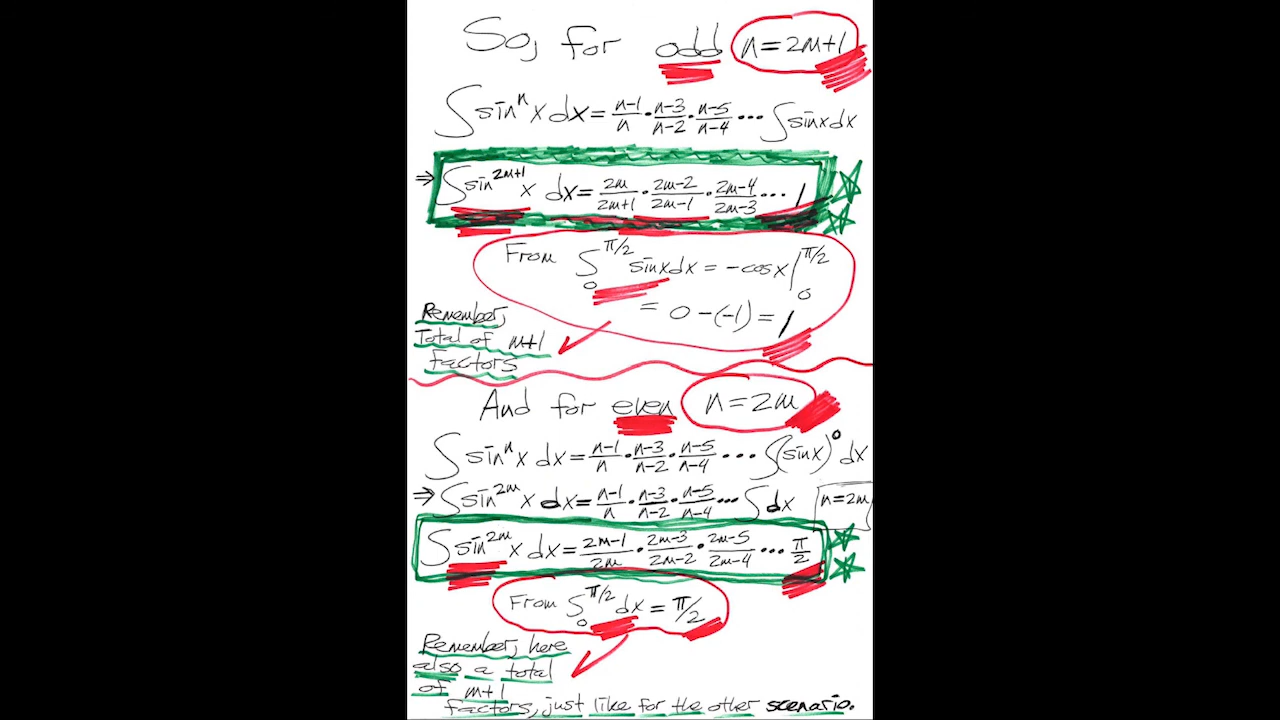 So, for odd n=2m+1
∫sinⁿx dx = (n-1)/n · (n-3)/(n-2) · (n-5)/(n-4) ··· ∫sinx dx
⇒ ∫sin^(2m+1) x dx = 2m/(2m+1) · (2m-2)/(2m-1) · (2m-4)/(2m-3) ··· 1
From ∫₀^(π/2) sinx dx = -cosx |₀^(π/2)
= 0-(-1) = 1
Remember,
Total of m+1
factors
And for even n=2m
∫sinⁿx dx = (n-1)/n · (n-3)/(n-2) · (n-5)/(n-4) ··· ∫(sinx)⁰ dx
⇒ ∫sin^(2m) x dx = (n-1)/n · (n-3)/(n-2) · (n-5)/(n-4) ··· ∫dx n=2m
∫sin^(2m) x dx = (2m-1)/2m · (2m-3)/(2m-2) · (2m-5)/(2m-4) ··· π/2
From ∫₀^(π/2) dx = π/2
Remember, here
also a total
of m+1
factors, just like for the other scenario.